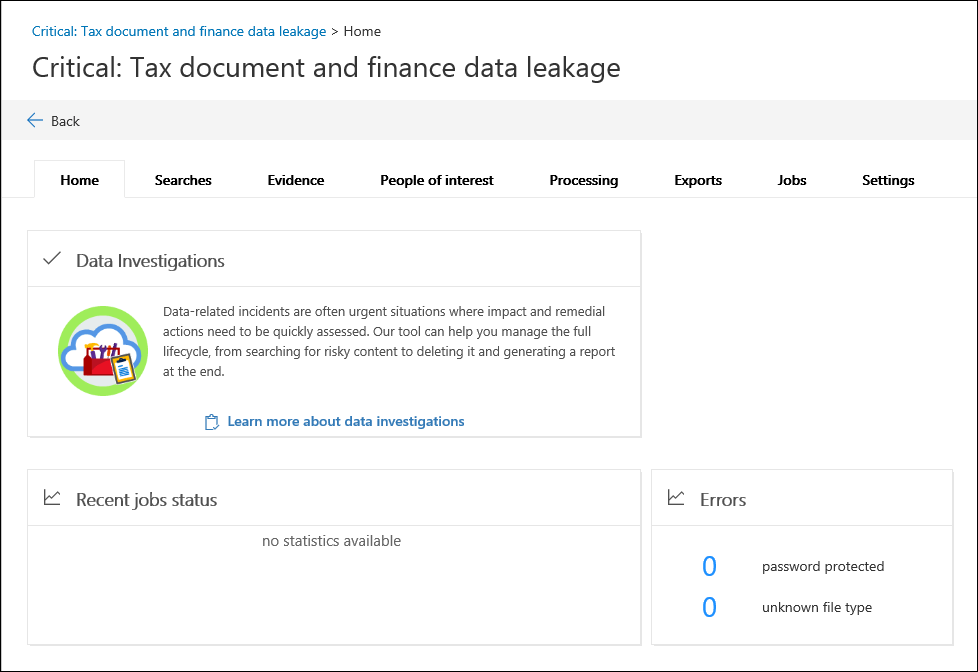 Critical: Tax document and finance data leakage > Home
Critical: Tax document and finance data leakage
Back
Home Searches Evidence People of interest Processing Exports Jobs Settings
Data Investigations
Data-related incidents are often urgent situations where impact and remedial
actions need to be quickly assessed. Our tool can help you manage the full
lifecycle, from searching for risky content to deleting it and generating a report
at the end.
Learn more about data investigations
Recent jobs status
no statistics available
Errors
0 password protected
0 unknown file type